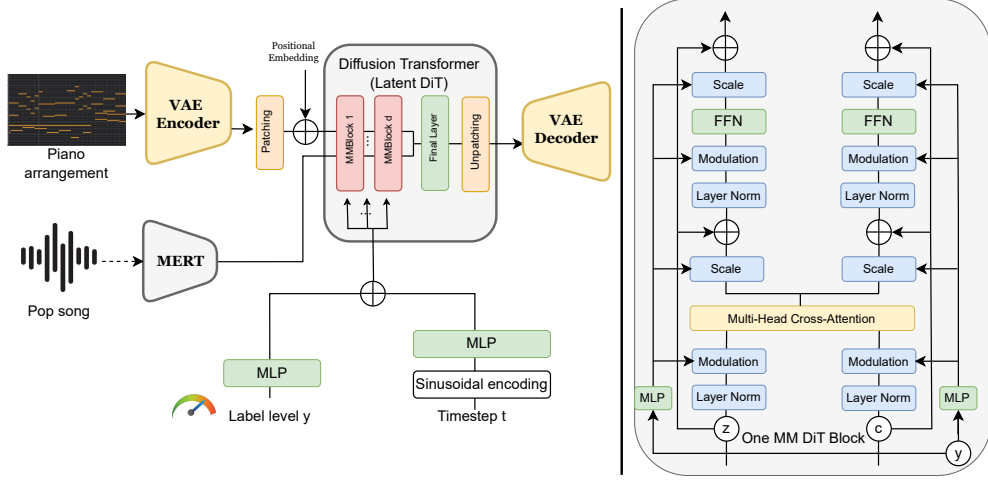 Positional
Embedding
Diffusion Transformer
(Latent DiT)
VAE
Encoder
Piano
arrangement
Patching
MMBlock 1
...
MMBlock d
Final Layer
Unpatching
VAE
Decoder
...
MERT
Pop song
MLP
Label level y
MLP
Sinusoidal encoding
Timestep t
Scale
FFN
Modulation
Layer Norm
Scale
Scale
FFN
Modulation
Layer Norm
Scale
Multi-Head Cross-Attention
Modulation
Layer Norm
Modulation
Layer Norm
MLP
MLP
z
One MM DiT Block
c
y